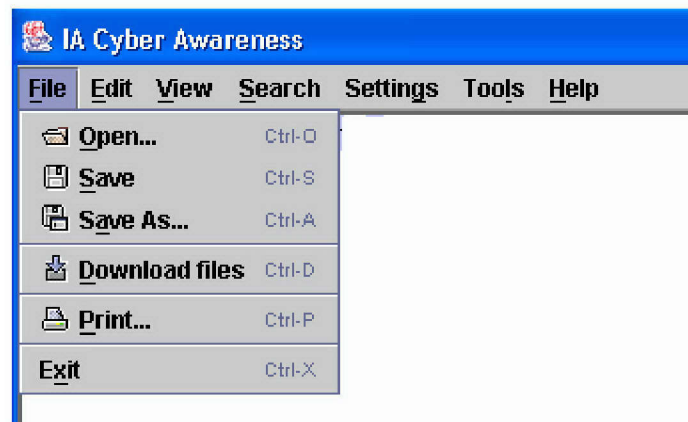 IA Cyber Awareness
File Edit View Search Settings Tools Help
Open... Ctrl-O
Save Ctrl-S
Save As... Ctrl-A
Download files Ctrl-D
Print... Ctrl-P
Exit Ctrl-X